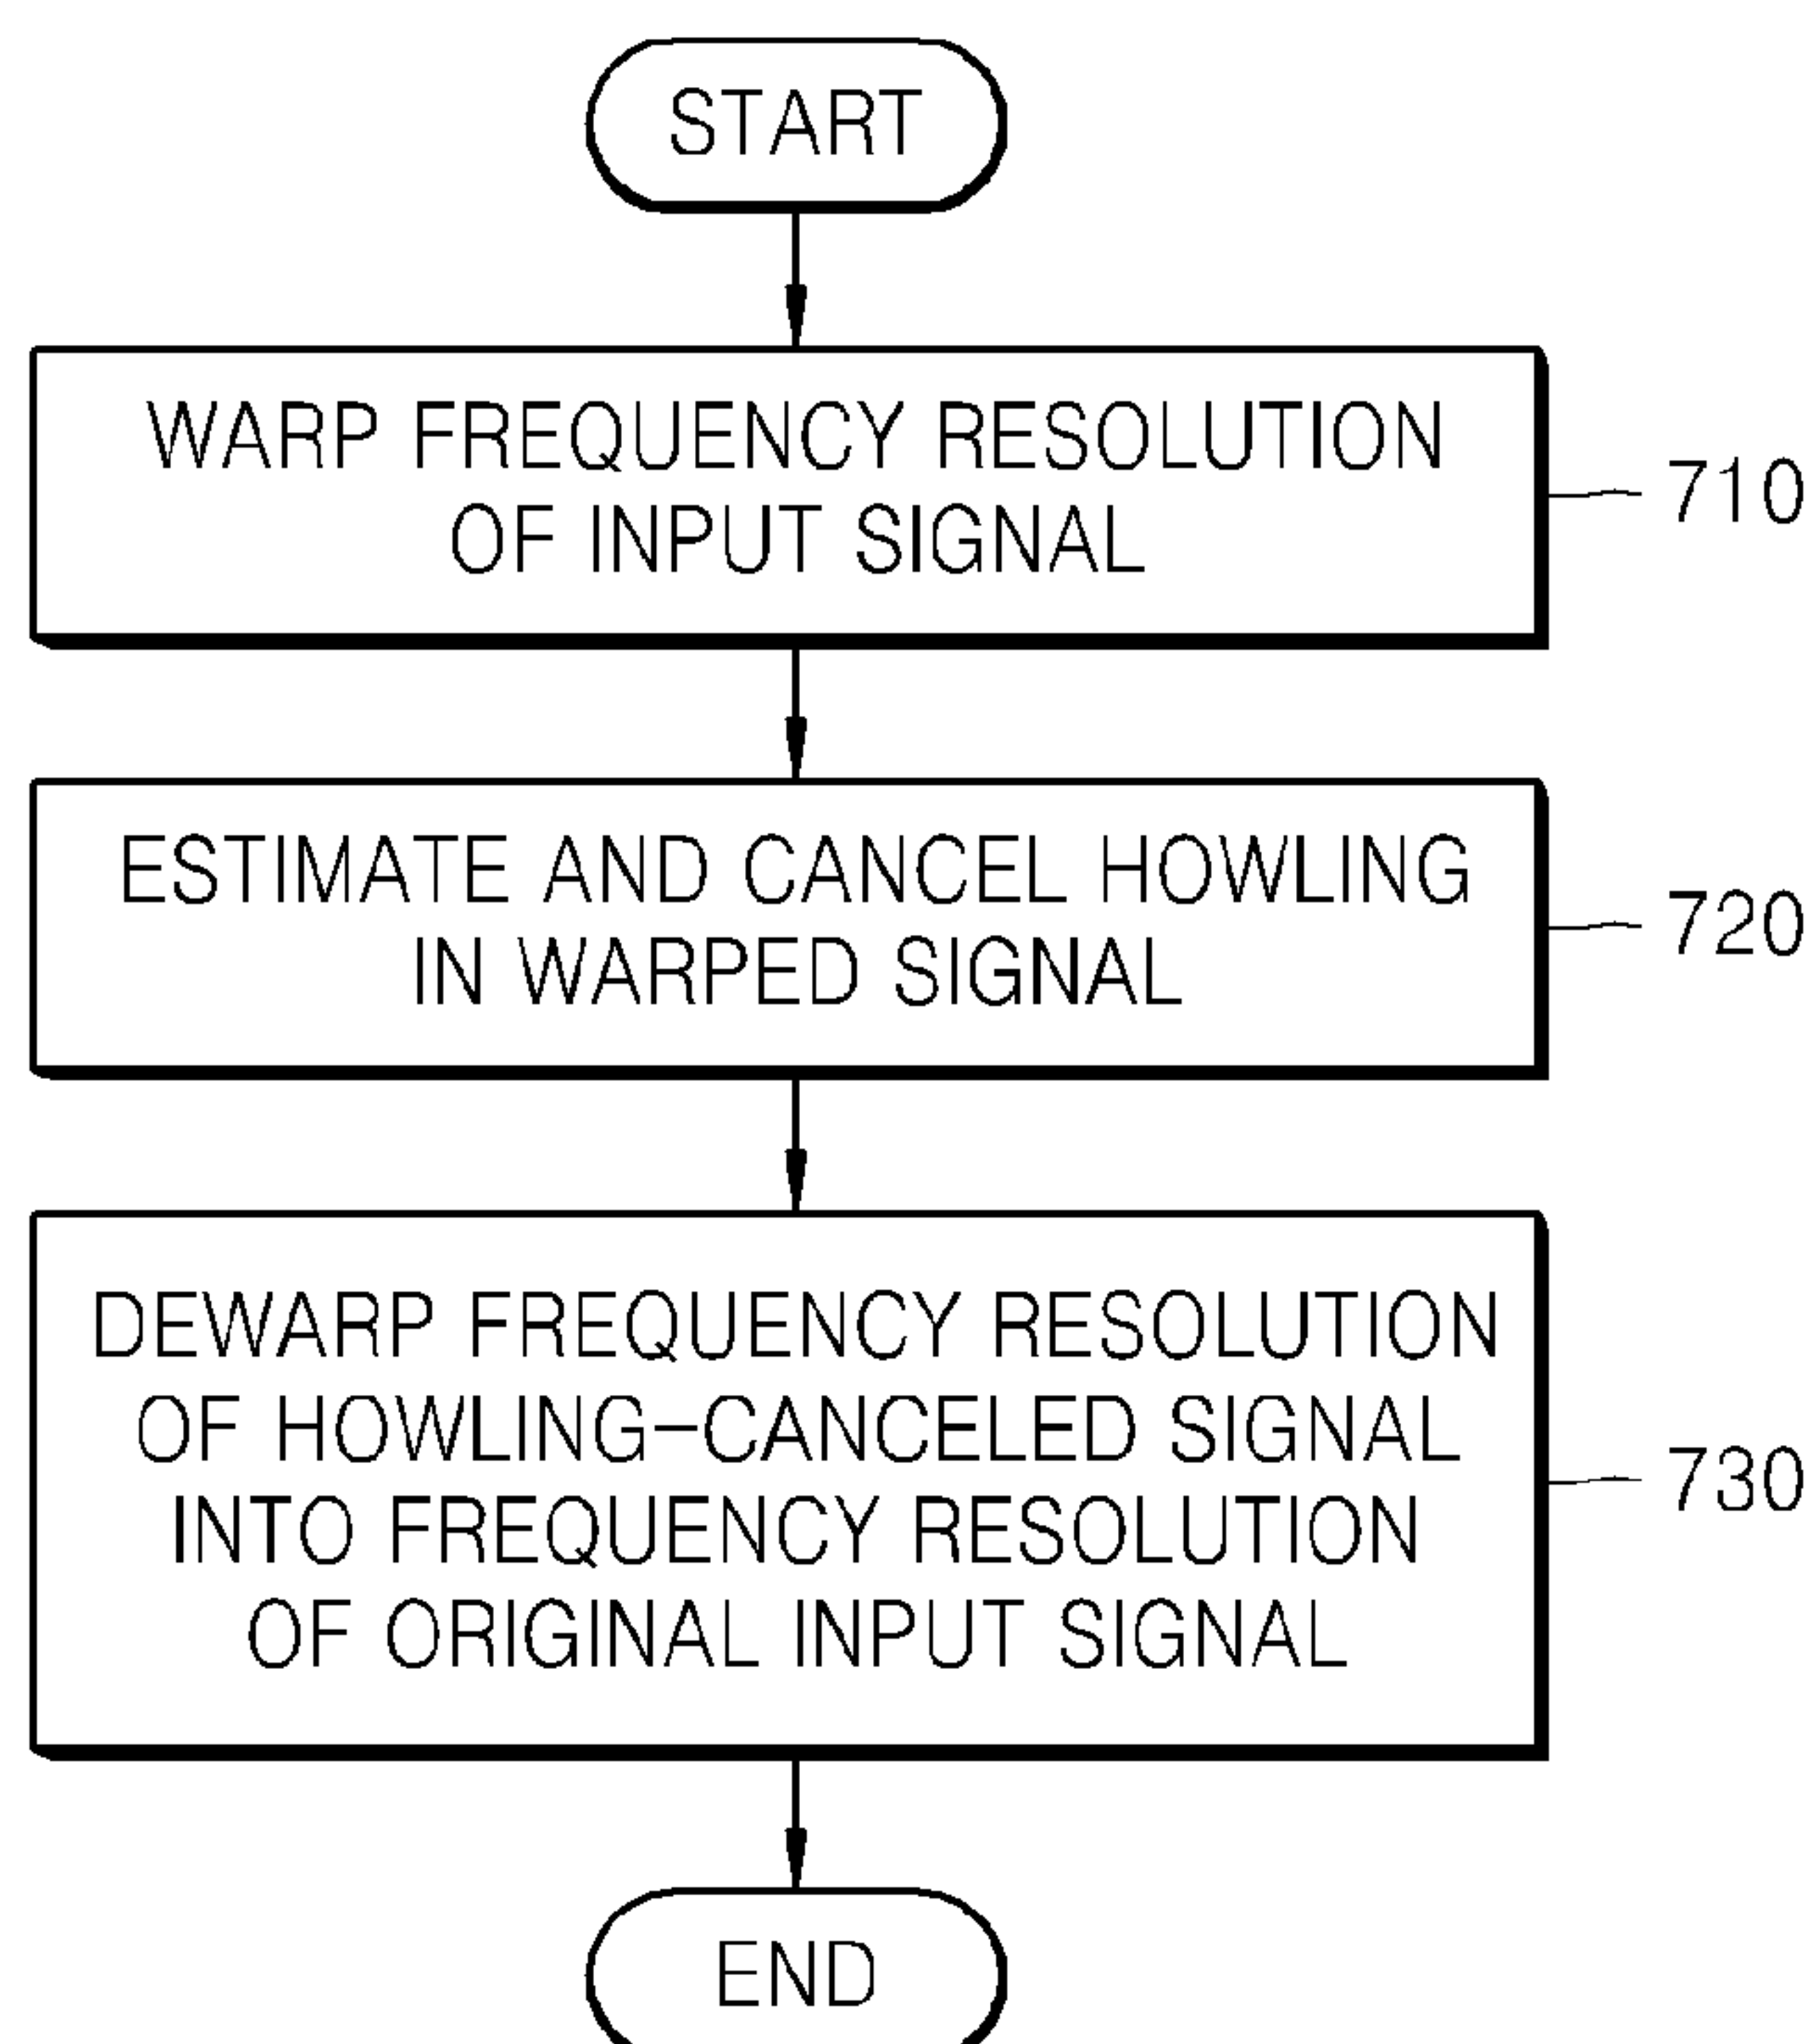 START
WARP FREQUENCY RESOLUTION
OF INPUT SIGNAL
710
ESTIMATE AND CANCEL HOWLING
IN WARPED SIGNAL
720
DEWARP FREQUENCY RESOLUTION
OF HOWLING-CANCELED SIGNAL
INTO FREQUENCY RESOLUTION
OF ORIGINAL INPUT SIGNAL
730
END